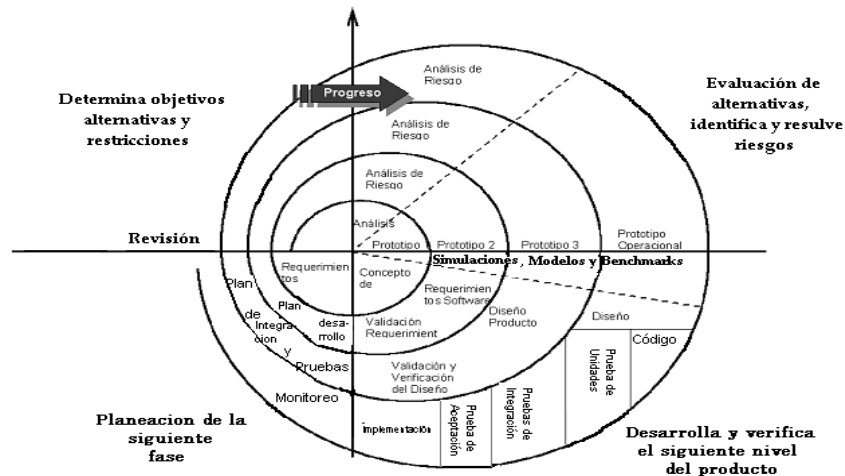 Análisis de
Riesgo
Progreso
Determina objetivos
alternativas y
restricciones
Evaluación de
alternativas,
identifica y resulve
riesgos
Análisis de
Riesgo
Análisis de
Riesgo
Análisis
Revisión
Prototipo
Prototipo 2
Prototipo 3
Prototipo
Operacional
Simulaciones, Modelos y Benchmarks
Requerimien
tos
Concepto
de
Requerimien
tos Software
Diseño
Producto
Diseño
Código
Plan
de
Integra
cion
y
Pruebas
Plan
desa-
rrollo
Validación
Requerimient
Validación y
Verificación
del Diseño
Monitoreo
implementación
Prueba de
Aceptación
Pruebas de
Integración
Prueba de
Unidades
Planeacion de la
siguiente
fase
Desarrolla y verifica
el siguiente nivel
del producto